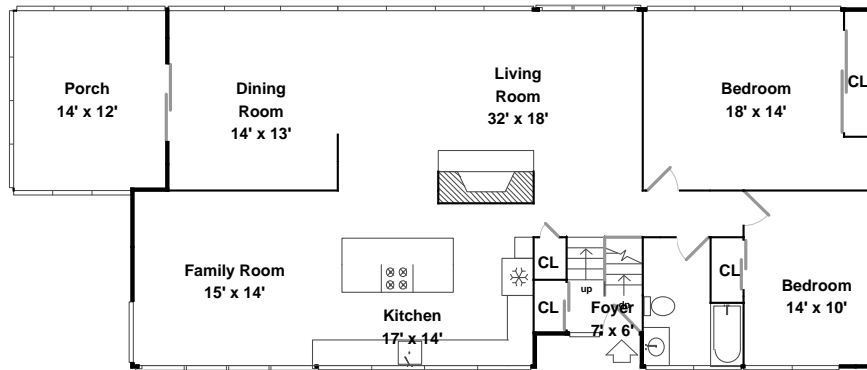 Porch
14' x 12'
Dining
Room
14' x 13'
Living
Room
32' x 18'
Bedroom
18' x 14'
CL
Family Room
15' x 14'
Kitchen
17' x 14'
CL
CL
up
dn
Foyer
7' x 6'
CL
Bedroom
14' x 10'